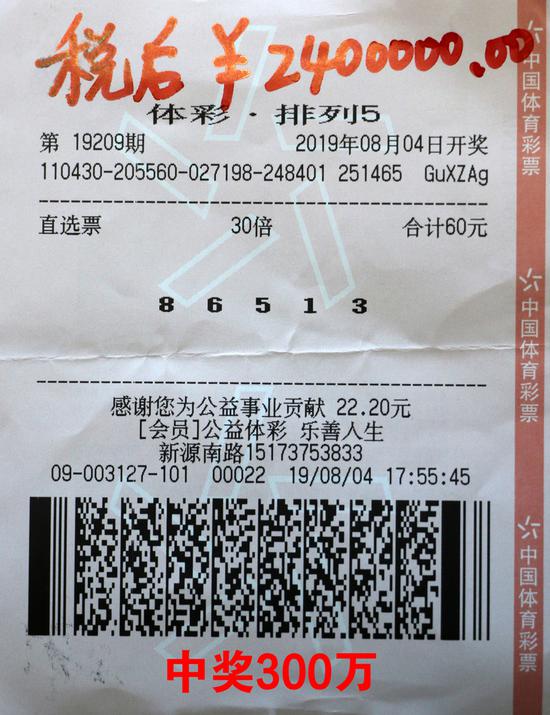 税后￥2400000.00
体彩·排列5
第 19209期 2019年08月04日开奖
110430-205560-027198-248401 251465 GuXZAg
直选票 30倍 合计60元
8 6 5 1 3
感谢您为公益事业贡献 22.20元
[会员]公益体彩 乐善人生
新源南路15173753833
09-003127-101 00022 19/08/04 17:55:45
中奖300万
中国体育彩票
中国体育彩票
中国体育彩票